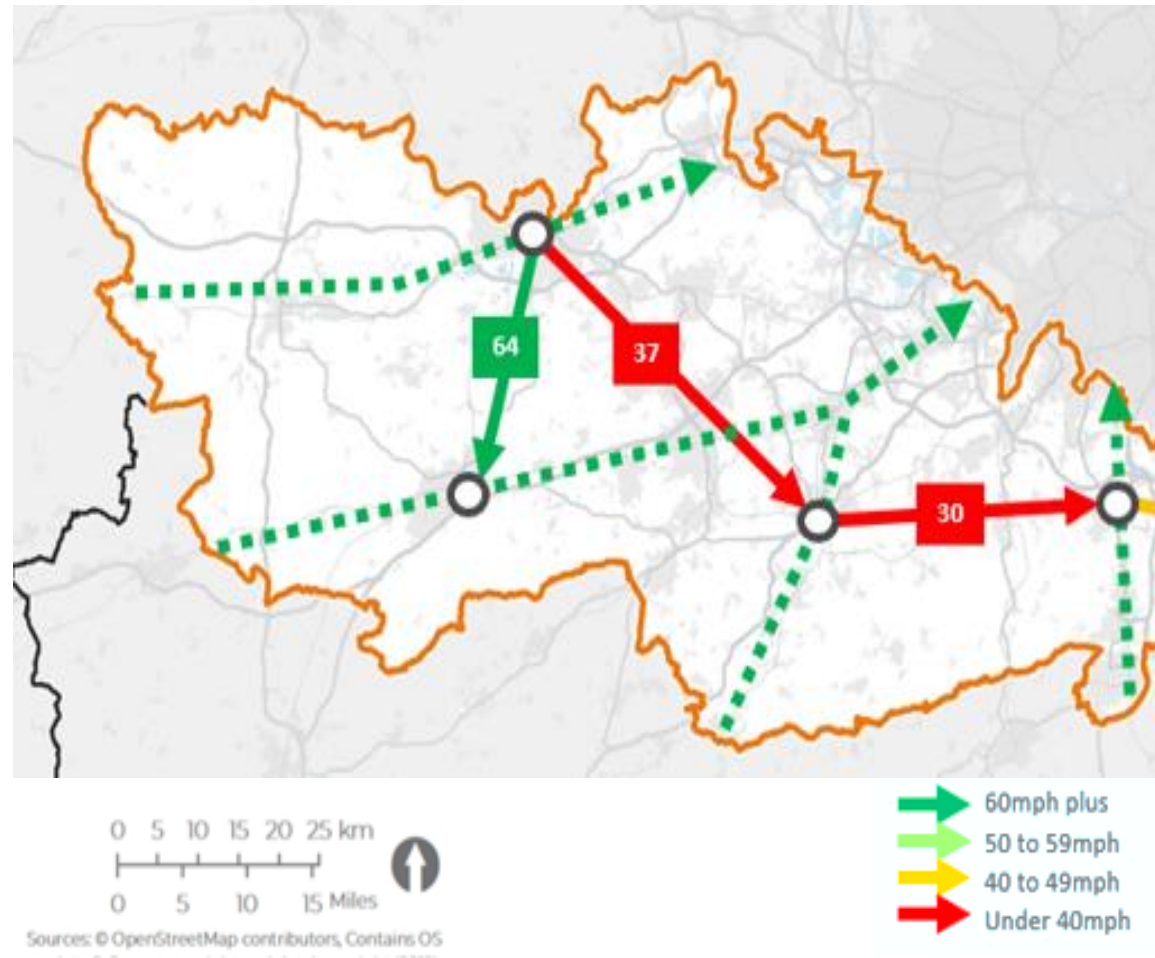 64
37
30
0 5 10 15 20 25 km
0 5 10 15 Miles
60mph plus
50 to 59mph
40 to 49mph
Under 40mph
Sources: © OpenStreetMap contributors, Contains OS